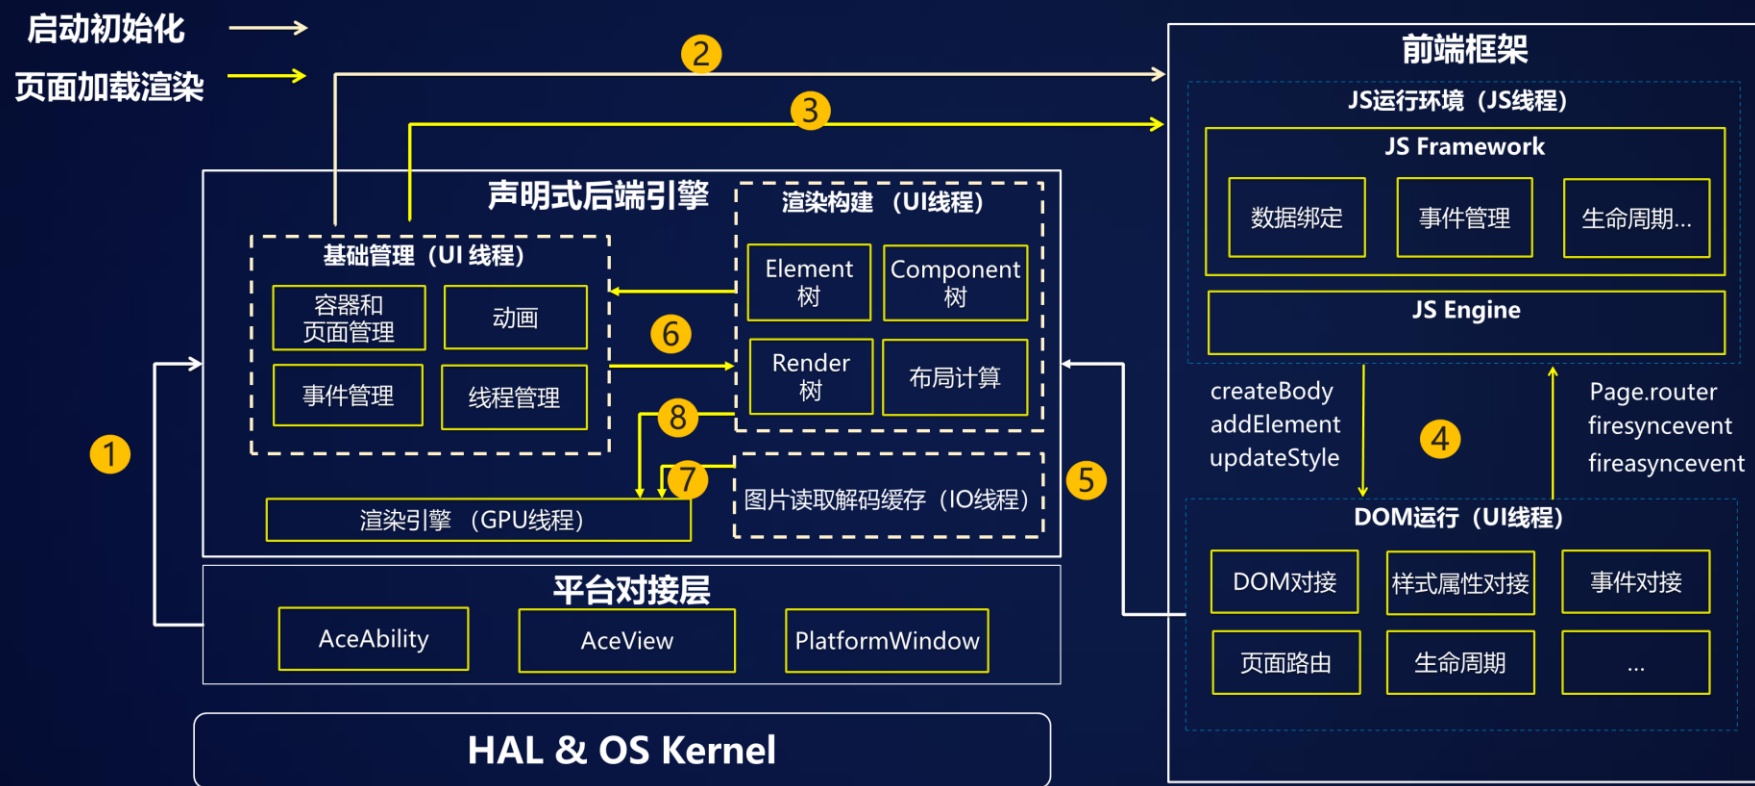 启动初始化
页面加载渲染
2
3
前端框架
JS运行环境（JS线程）
JS Framework
数据绑定
事件管理
生命周期...
JS Engine
声明式后端引擎
基础管理（UI 线程）
容器和
页面管理
动画
事件管理
线程管理
渲染构建 （UI线程）
Element
树
Component
树
Render
树
布局计算
6
8
7
图片读取解码缓存（IO线程）
渲染引擎 （GPU线程）
1
5
createBody
addElement
updateStyle
4
Page.router
firesyncevent
fireasyncevent
DOM运行（UI线程）
DOM对接
样式属性对接
事件对接
页面路由
生命周期
...
平台对接层
AceAbility
AceView
PlatformWindow
HAL & OS Kernel